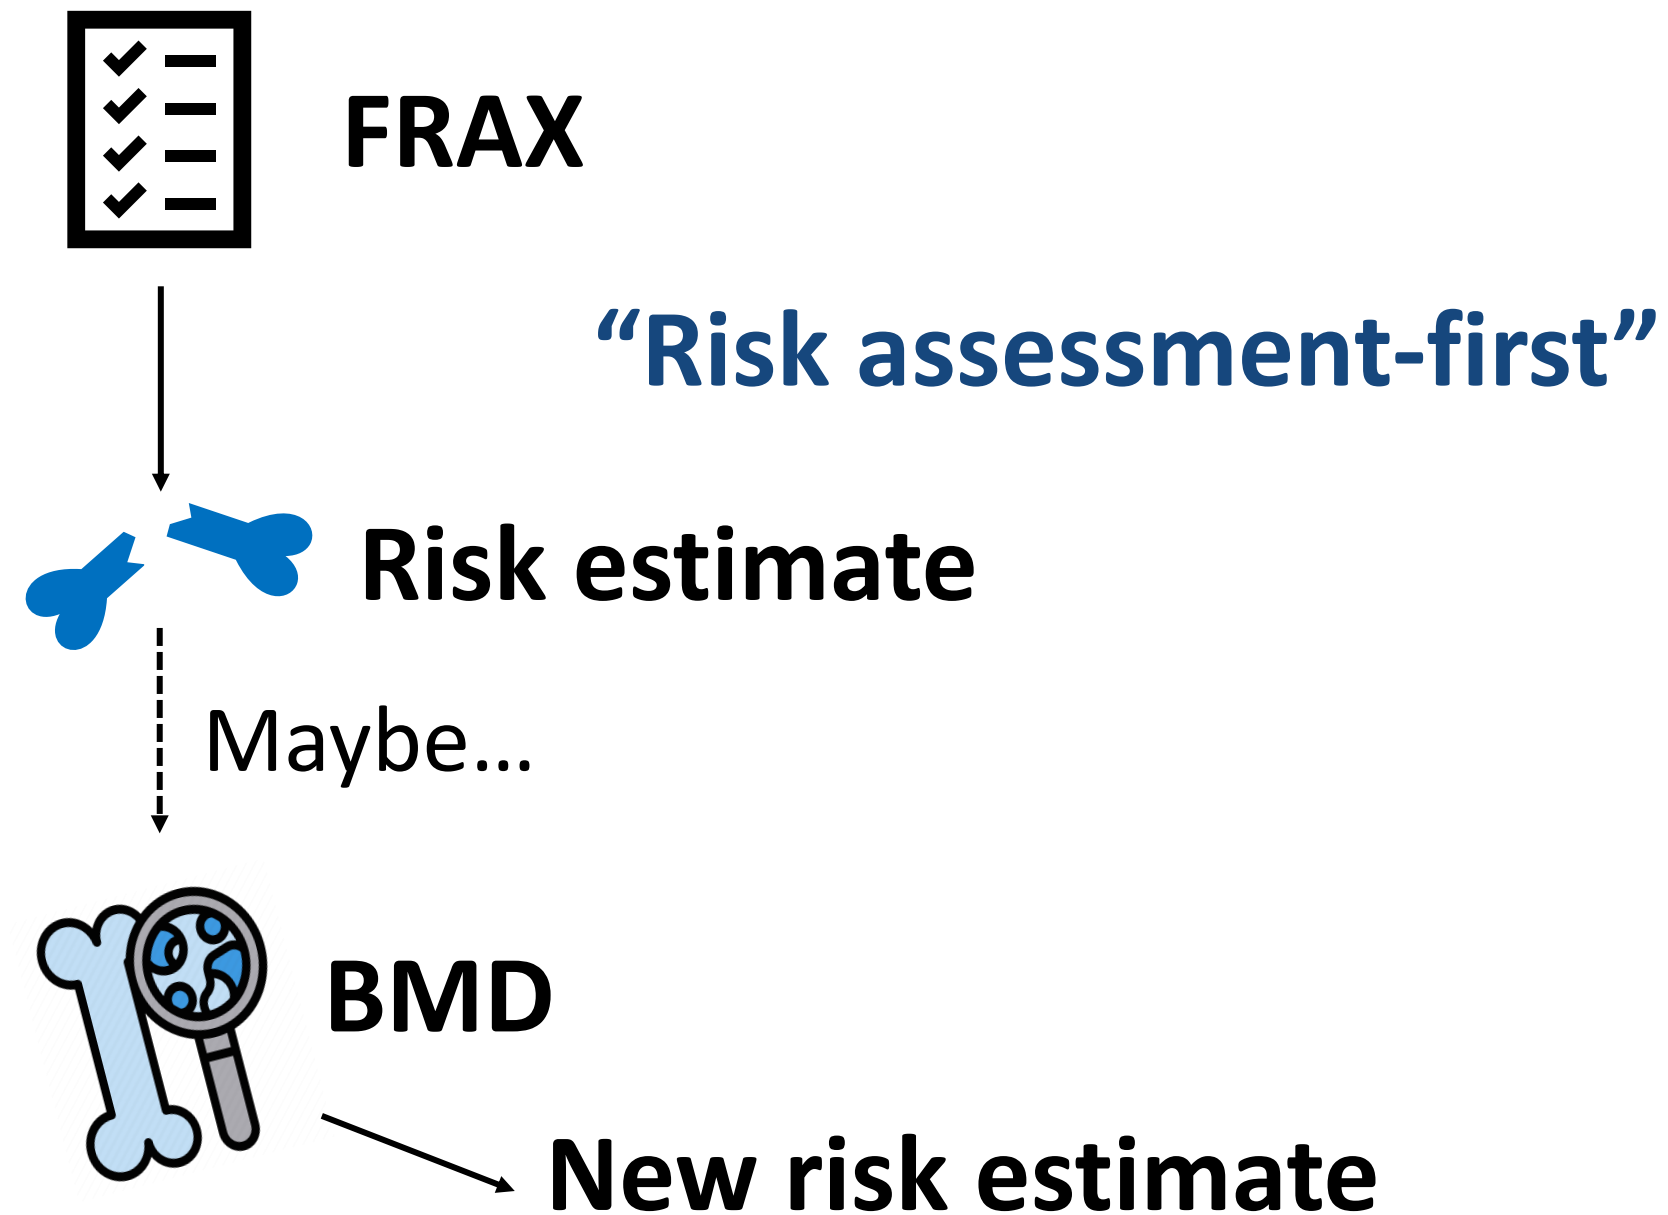 FRAX
“Risk assessment-first”
Risk estimate
Maybe...
BMD
New risk estimate